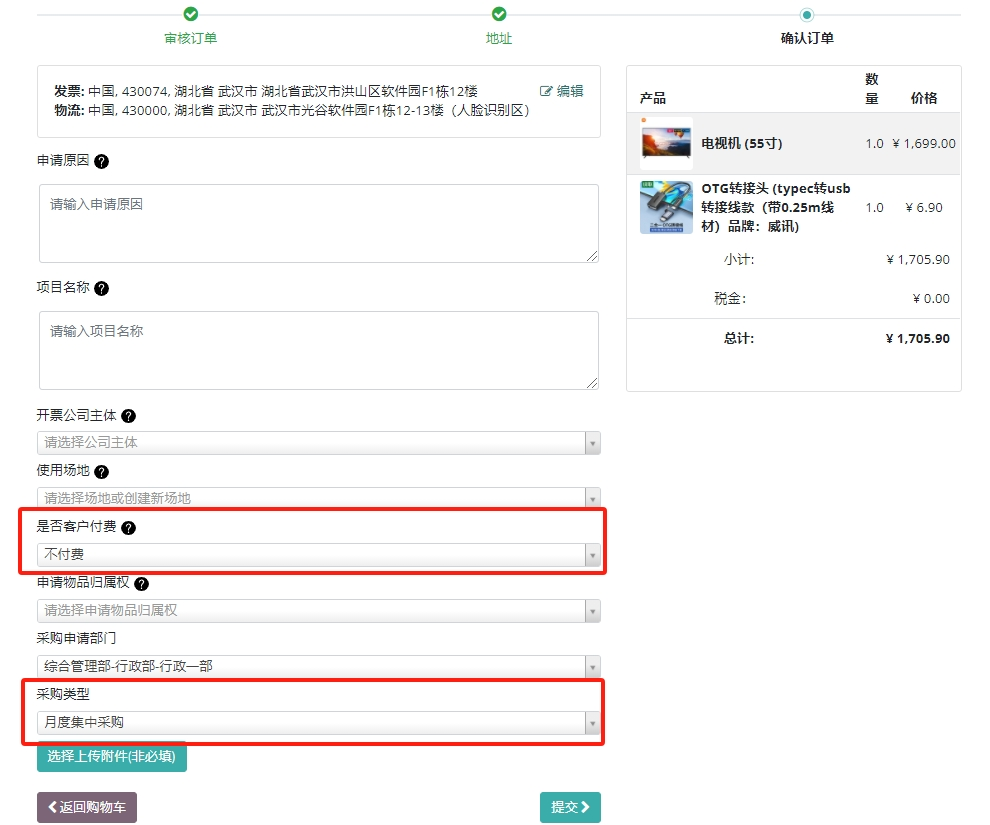 审核订单
地址
确认订单
发票: 中国, 430074, 湖北省 武汉市 湖北省武汉市洪山区软件园F1栋12楼
编辑
物流: 中国, 430000, 湖北省 武汉市 武汉市光谷软件园F1栋12-13楼（人脸识别区）
申请原因
请输入申请原因
项目名称
请输入项目名称
开票公司主体
请选择公司主体
使用场地
请选择场地或创建新场地
是否客户付费
不付费
申请物品归属权
请选择申请物品归属权
采购申请部门
综合管理部-行政部-行政一部
采购类型
月度集中采购
选择上传附件(非必填)
返回购物车
提交
产品
数量
价格
电视机 (55寸)
1.0
¥ 1,699.00
OTG转接头 (typec转usb
转接线款（带0.25m线
材）品牌：威讯)
1.0
¥ 6.90
小计:
¥ 1,705.90
税金:
¥ 0.00
总计:
¥ 1,705.90